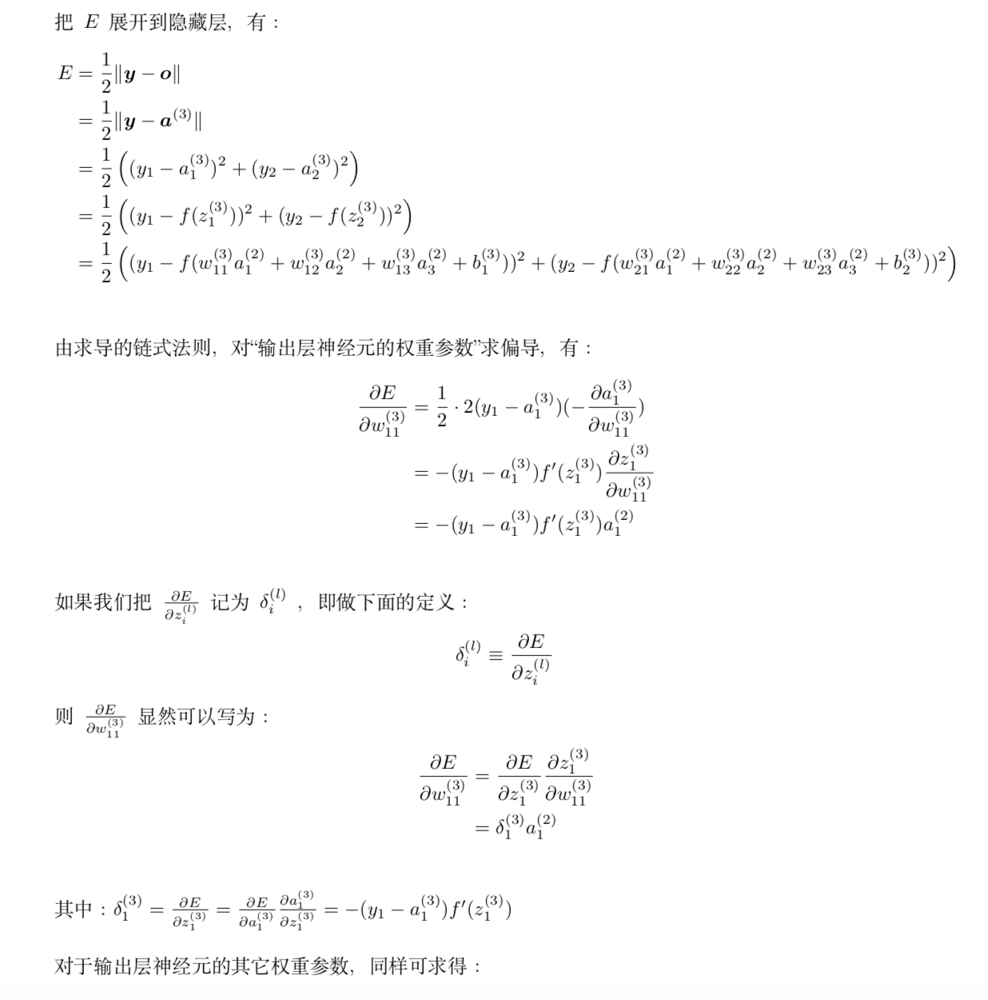 把 E 展开到隐藏层，有：
E = \frac{1}{2}\|\boldsymbol{y} - \boldsymbol{o}\|
= \frac{1}{2}\|\boldsymbol{y} - \boldsymbol{a}^{(3)}\|
= \frac{1}{2}\left((y_1 - a_1^{(3)})^2 + (y_2 - a_2^{(3)})^2\right)
= \frac{1}{2}\left((y_1 - f(z_1^{(3)}))^2 + (y_2 - f(z_2^{(3)}))^2\right)
= \frac{1}{2}\left((y_1 - f(w_{11}^{(3)}a_1^{(2)} + w_{12}^{(3)}a_2^{(2)} + w_{13}^{(3)}a_3^{(2)} + b_1^{(3)}))^2 + (y_2 - f(w_{21}^{(3)}a_1^{(2)} + w_{22}^{(3)}a_2^{(2)} + w_{23}^{(3)}a_3^{(2)} + b_2^{(3)}))^2\right)
由求导的链式法则，对“输出层神经元的权重参数”求偏导，有：
\frac{\partial E}{\partial w_{11}^{(3)}} = \frac{1}{2} \cdot 2(y_1 - a_1^{(3)})(-\frac{\partial a_1^{(3)}}{\partial w_{11}^{(3)}})
= -(y_1 - a_1^{(3)})f'(z_1^{(3)})\frac{\partial z_1^{(3)}}{\partial w_{11}^{(3)}}
= -(y_1 - a_1^{(3)})f'(z_1^{(3)})a_1^{(2)}
如果我们把 \frac{\partial E}{\partial z_i^{(l)}} 记为 \delta_i^{(l)} ，即做下面的定义：
\delta_i^{(l)} \equiv \frac{\partial E}{\partial z_i^{(l)}}
则 \frac{\partial E}{\partial w_{11}^{(3)}} 显然可以写为：
\frac{\partial E}{\partial w_{11}^{(3)}} = \frac{\partial E}{\partial z_1^{(3)}}\frac{\partial z_1^{(3)}}{\partial w_{11}^{(3)}}
= \delta_1^{(3)}a_1^{(2)}
其中：\delta_1^{(3)} = \frac{\partial E}{\partial z_1^{(3)}} = \frac{\partial E}{\partial a_1^{(3)}}\frac{\partial a_1^{(3)}}{\partial z_1^{(3)}} = -(y_1 - a_1^{(3)})f'(z_1^{(3)})
对于输出层神经元的其它权重参数，同样可求得：